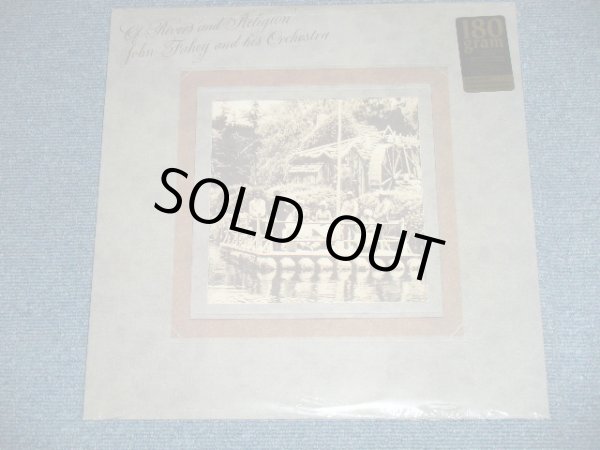 Of Rivers and Religion
John Fahey and his Orchestra
180
gram
SOLD OUT